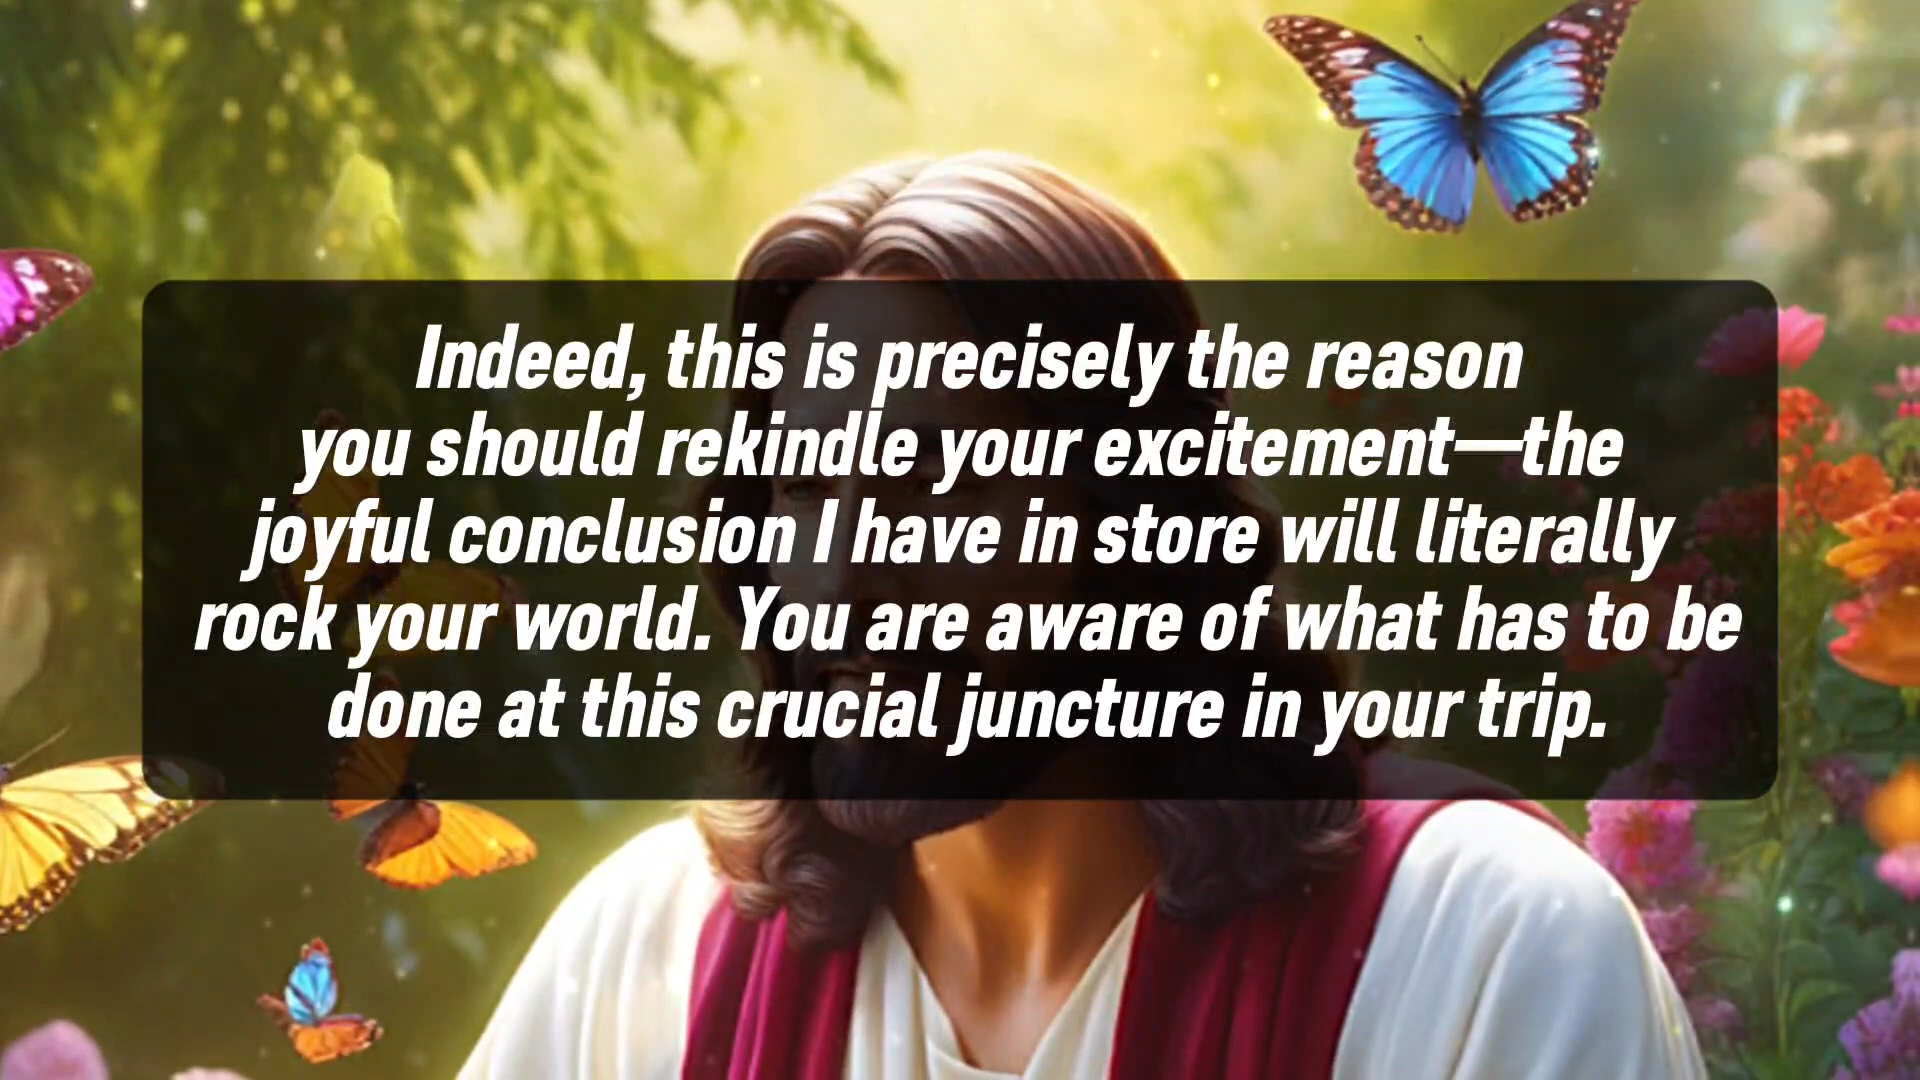 Indeed, this is precisely the reason
you should rekindle your excitement—the
joyful conclusion I have in store will literally
rock your world. You are aware of what has to be
done at this crucial juncture in your trip.